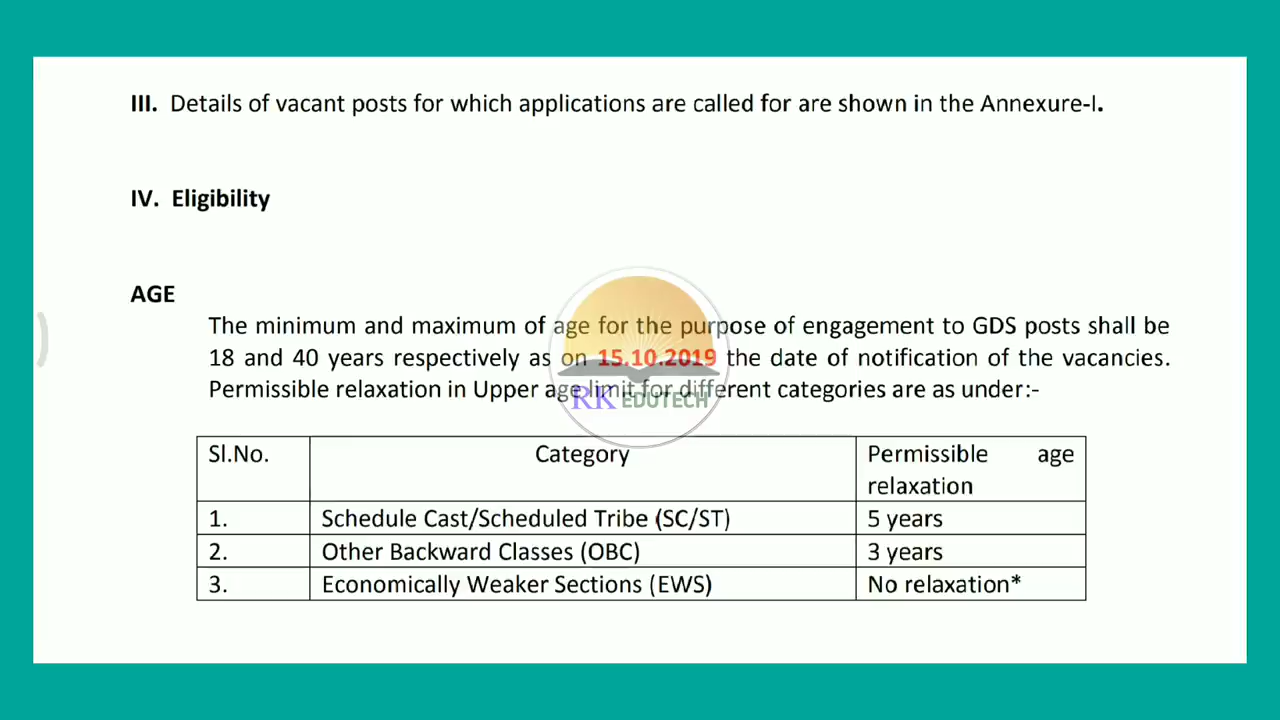 III. Details of vacant posts for which applications are called for are shown in the Annexure-I.
IV. Eligibility
AGE
The minimum and maximum of age for the purpose of engagement to GDS posts shall be
18 and 40 years respectively as on 15.10.2019 the date of notification of the vacancies.
Permissible relaxation in Upper age limit for different categories are as under:-
RK EDUTECH
Sl.No. Category Permissible age
relaxation
1. Schedule Cast/Scheduled Tribe (SC/ST) 5 years
2. Other Backward Classes (OBC) 3 years
3. Economically Weaker Sections (EWS) No relaxation*